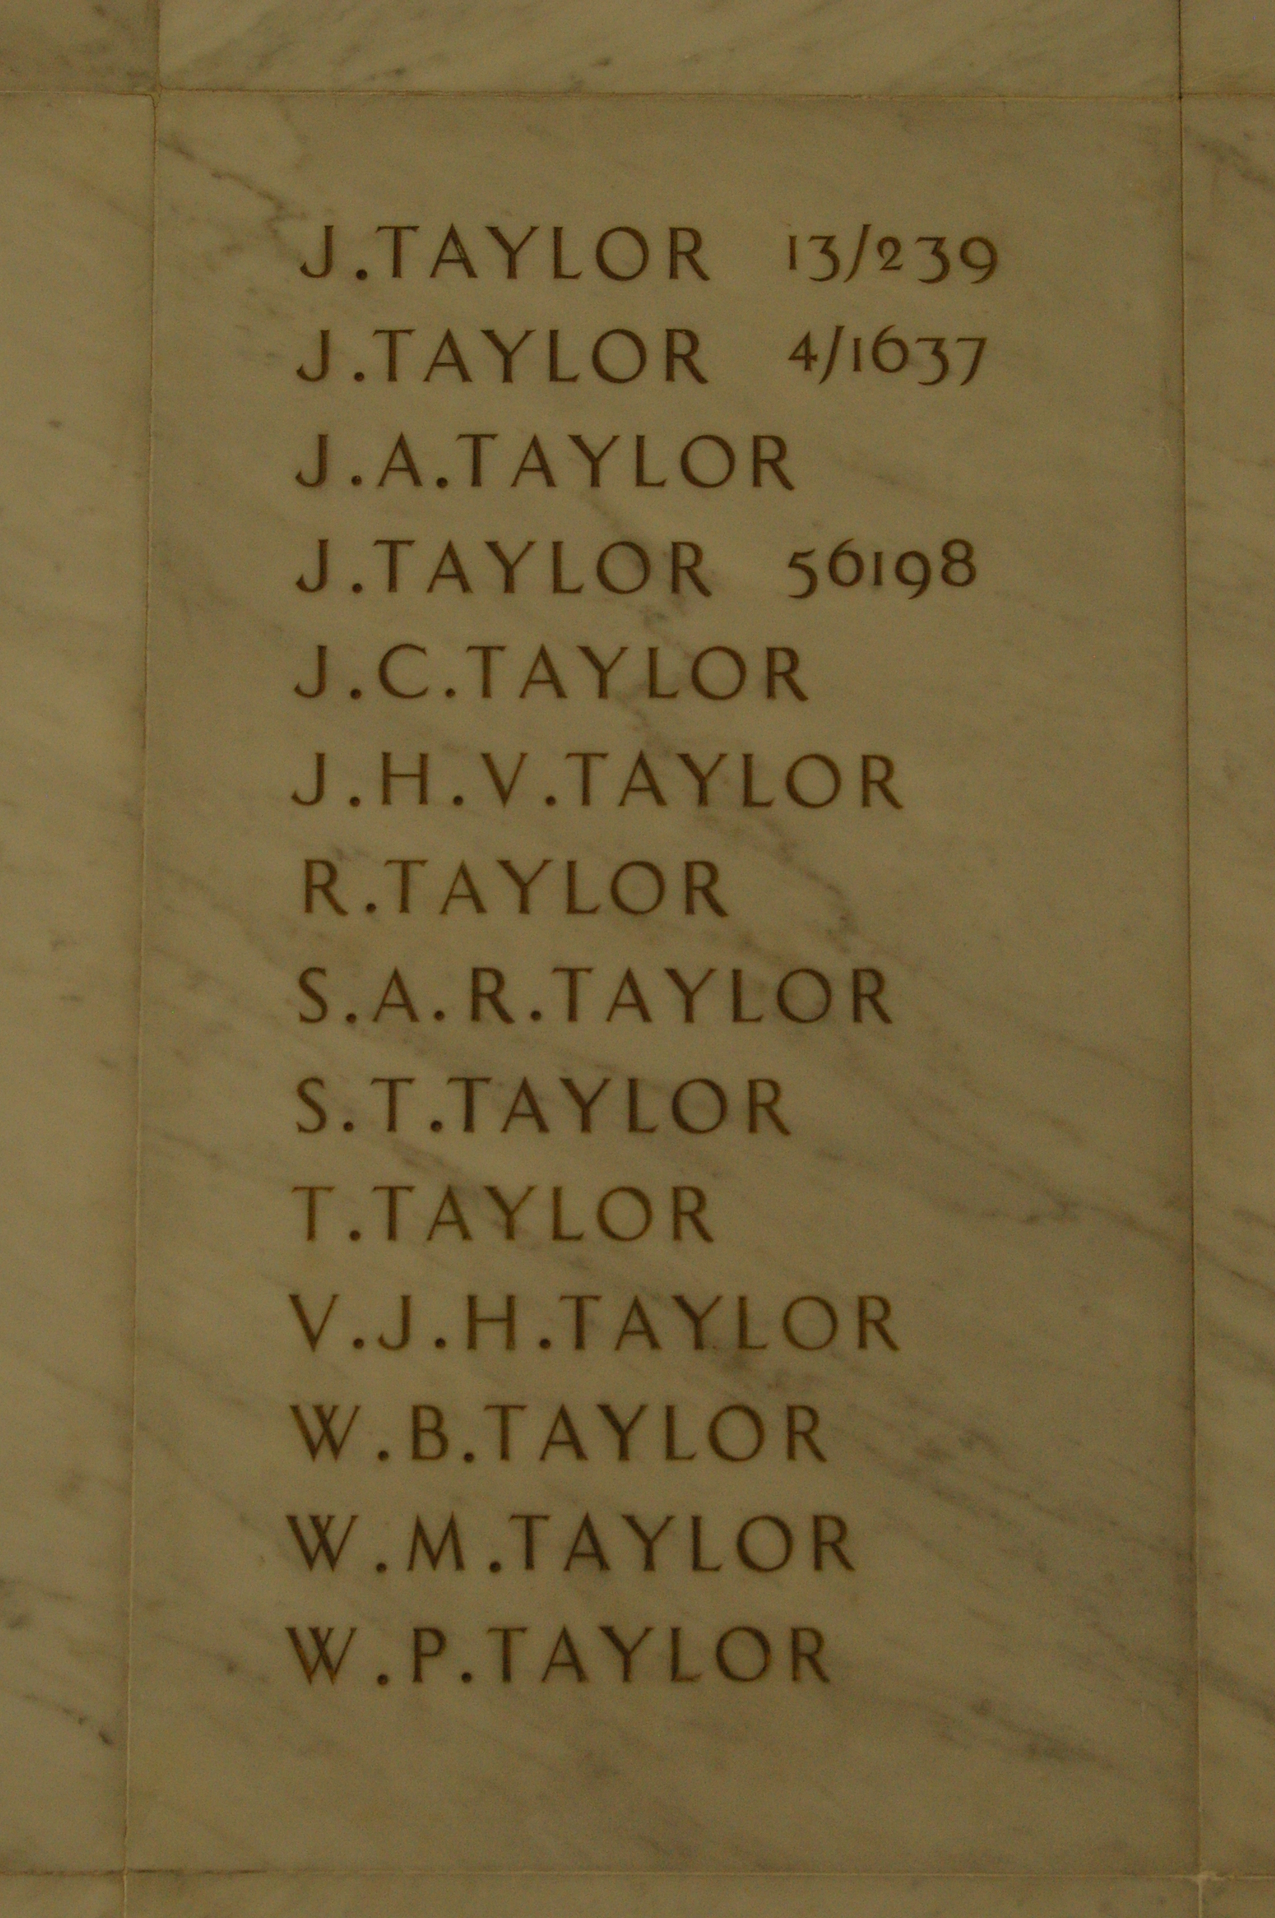 J.TAYLOR 13/239
J.TAYLOR 4/1637
J.A.TAYLOR
J.TAYLOR 56198
J.C.TAYLOR
J.H.V.TAYLOR
R.TAYLOR
S.A.R.TAYLOR
S.T.TAYLOR
T.TAYLOR
V.J.H.TAYLOR
W.B.TAYLOR
W.M.TAYLOR
W.P.TAYLOR